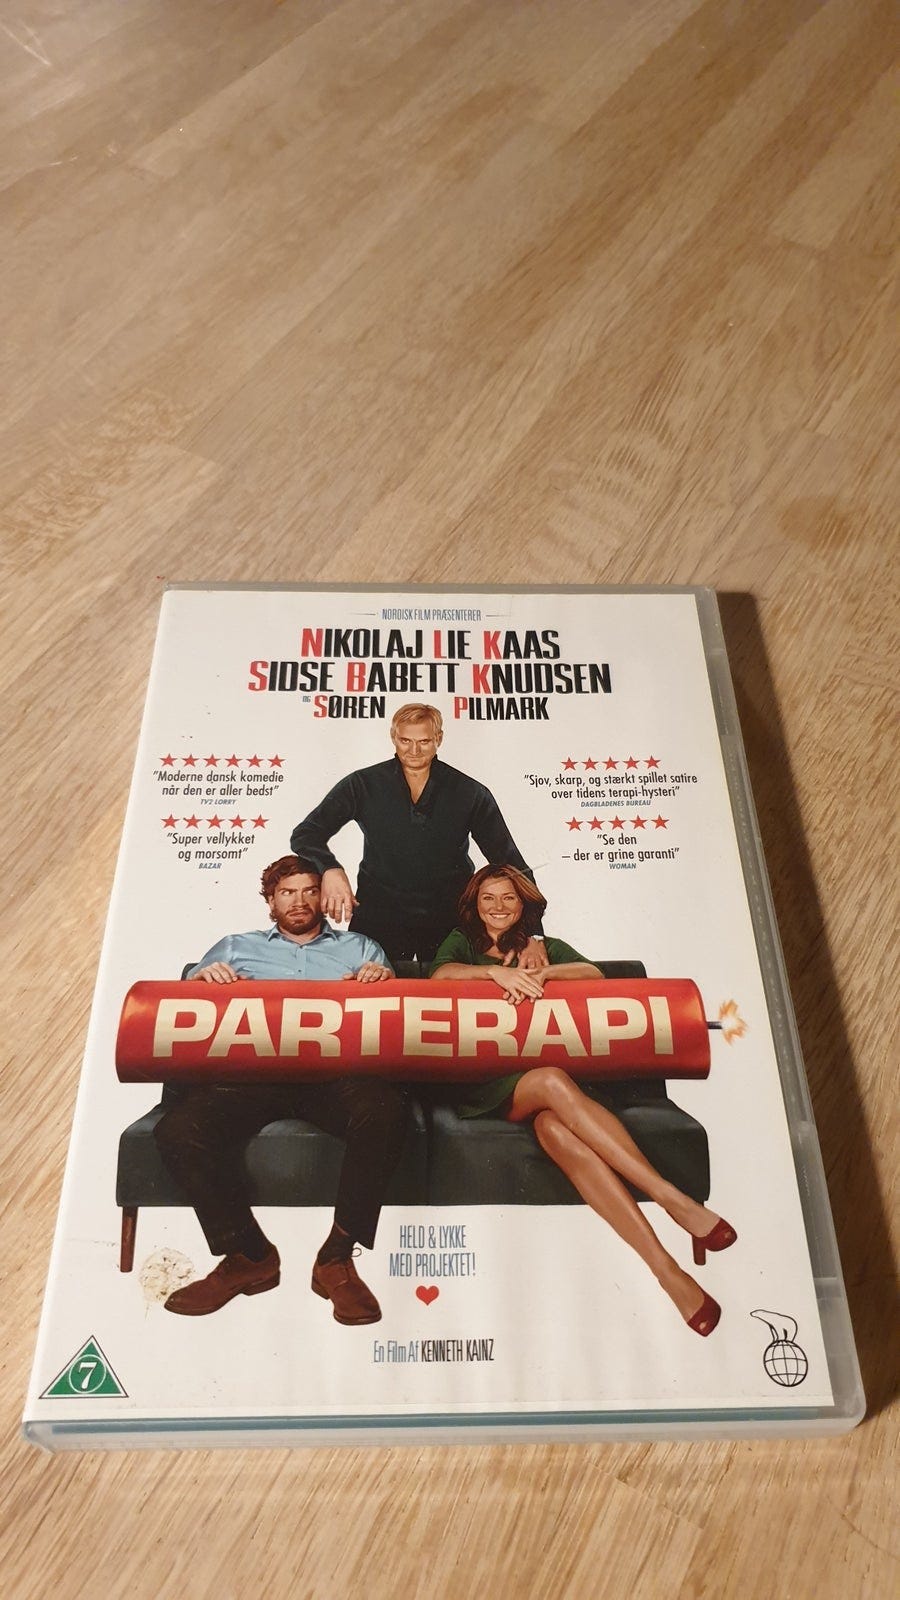 NORDISK FILM PRÆSENTERER
NIKOLAJ LIE KAAS
SIDSE BABETT KNUDSEN
OG SØREN PILMARK
★★★★★★
"Moderne dansk komedie
når den er aller bedst"
TV2 LORRY
★★★★★
"Super vellykket
og morsomt"
BAZAR
★★★★★
"Sjov, skarp, og stærkt spillet satire
over tidens terapi-hysteri"
DAGBLADENES BUREAU
★★★★★
"Se den
– der er grine garanti"
WOMAN
PARTERAPI
HELD & LYKKE
MED PROJEKTET!
En Film Af KENNETH KAINZ
7